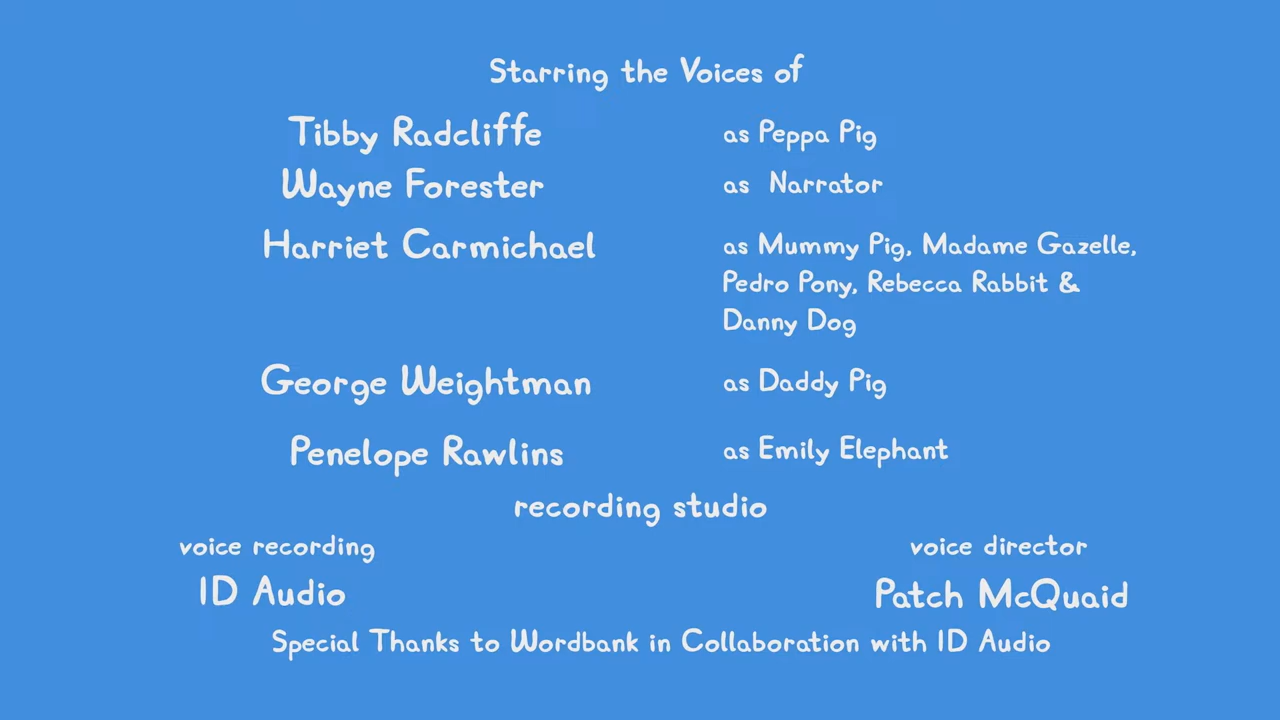 Starring the Voices of
Tibby Radcliffe as Peppa Pig
Wayne Forester as Narrator
Harriet Carmichael as Mummy Pig, Madame Gazelle,
Pedro Pony, Rebecca Rabbit &
Danny Dog
George Weightman as Daddy Pig
Penelope Rawlins as Emily Elephant
recording studio
voice recording voice director
ID Audio Patch McQuaid
Special Thanks to Wordbank in Collaboration with ID Audio